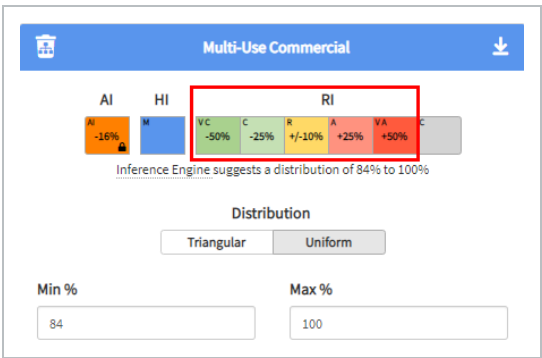 Multi-Use Commercial
AI HI RI
AI M V C C R A V A C
-16% -50% -25% +/-10% +25% +50%
Inference Engine suggests a distribution of 84% to 100%
Distribution
Triangular Uniform
Min % Max %
84 100